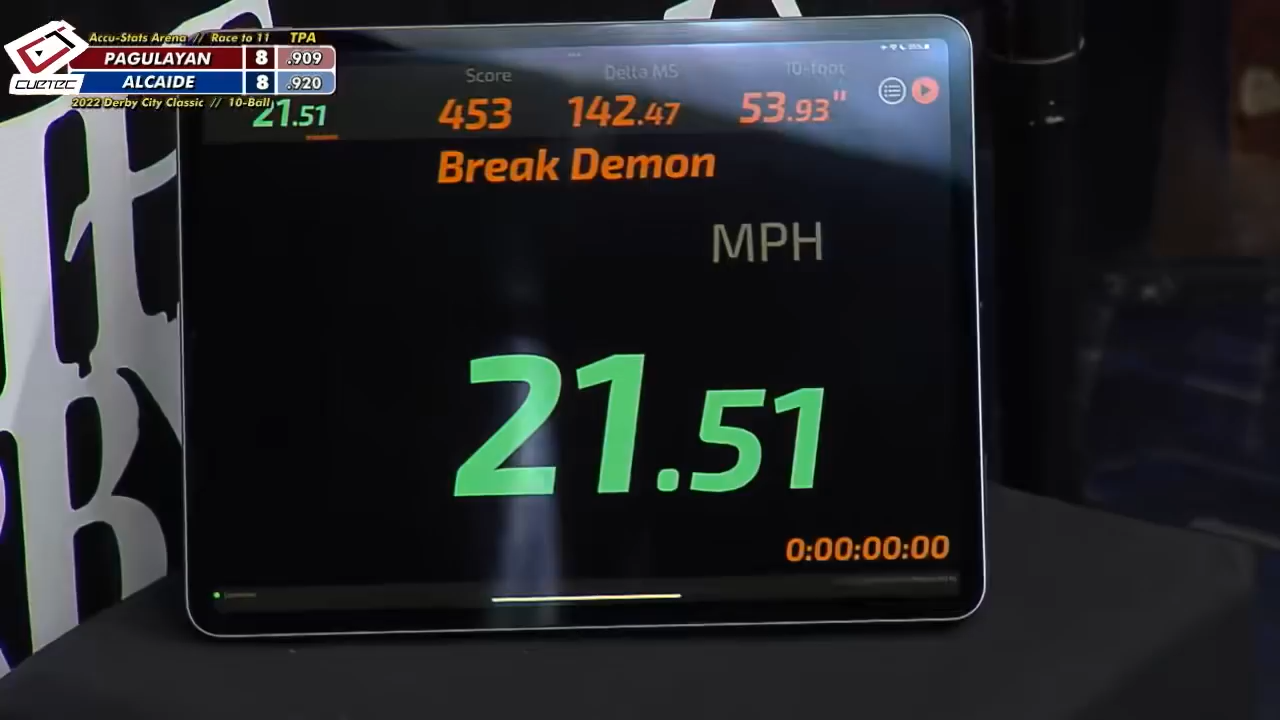 Accu-Stats Arena // Race to 11 TPA
PAGULAYAN 8 .909
ALCAIDE 8 .920
2022 Derby City Classic // 10-Ball
CUETEC
Score Delta MS 10-foot
21.51 453 142.47 53.93"
Break Demon
MPH
21.51
0:00:00:00